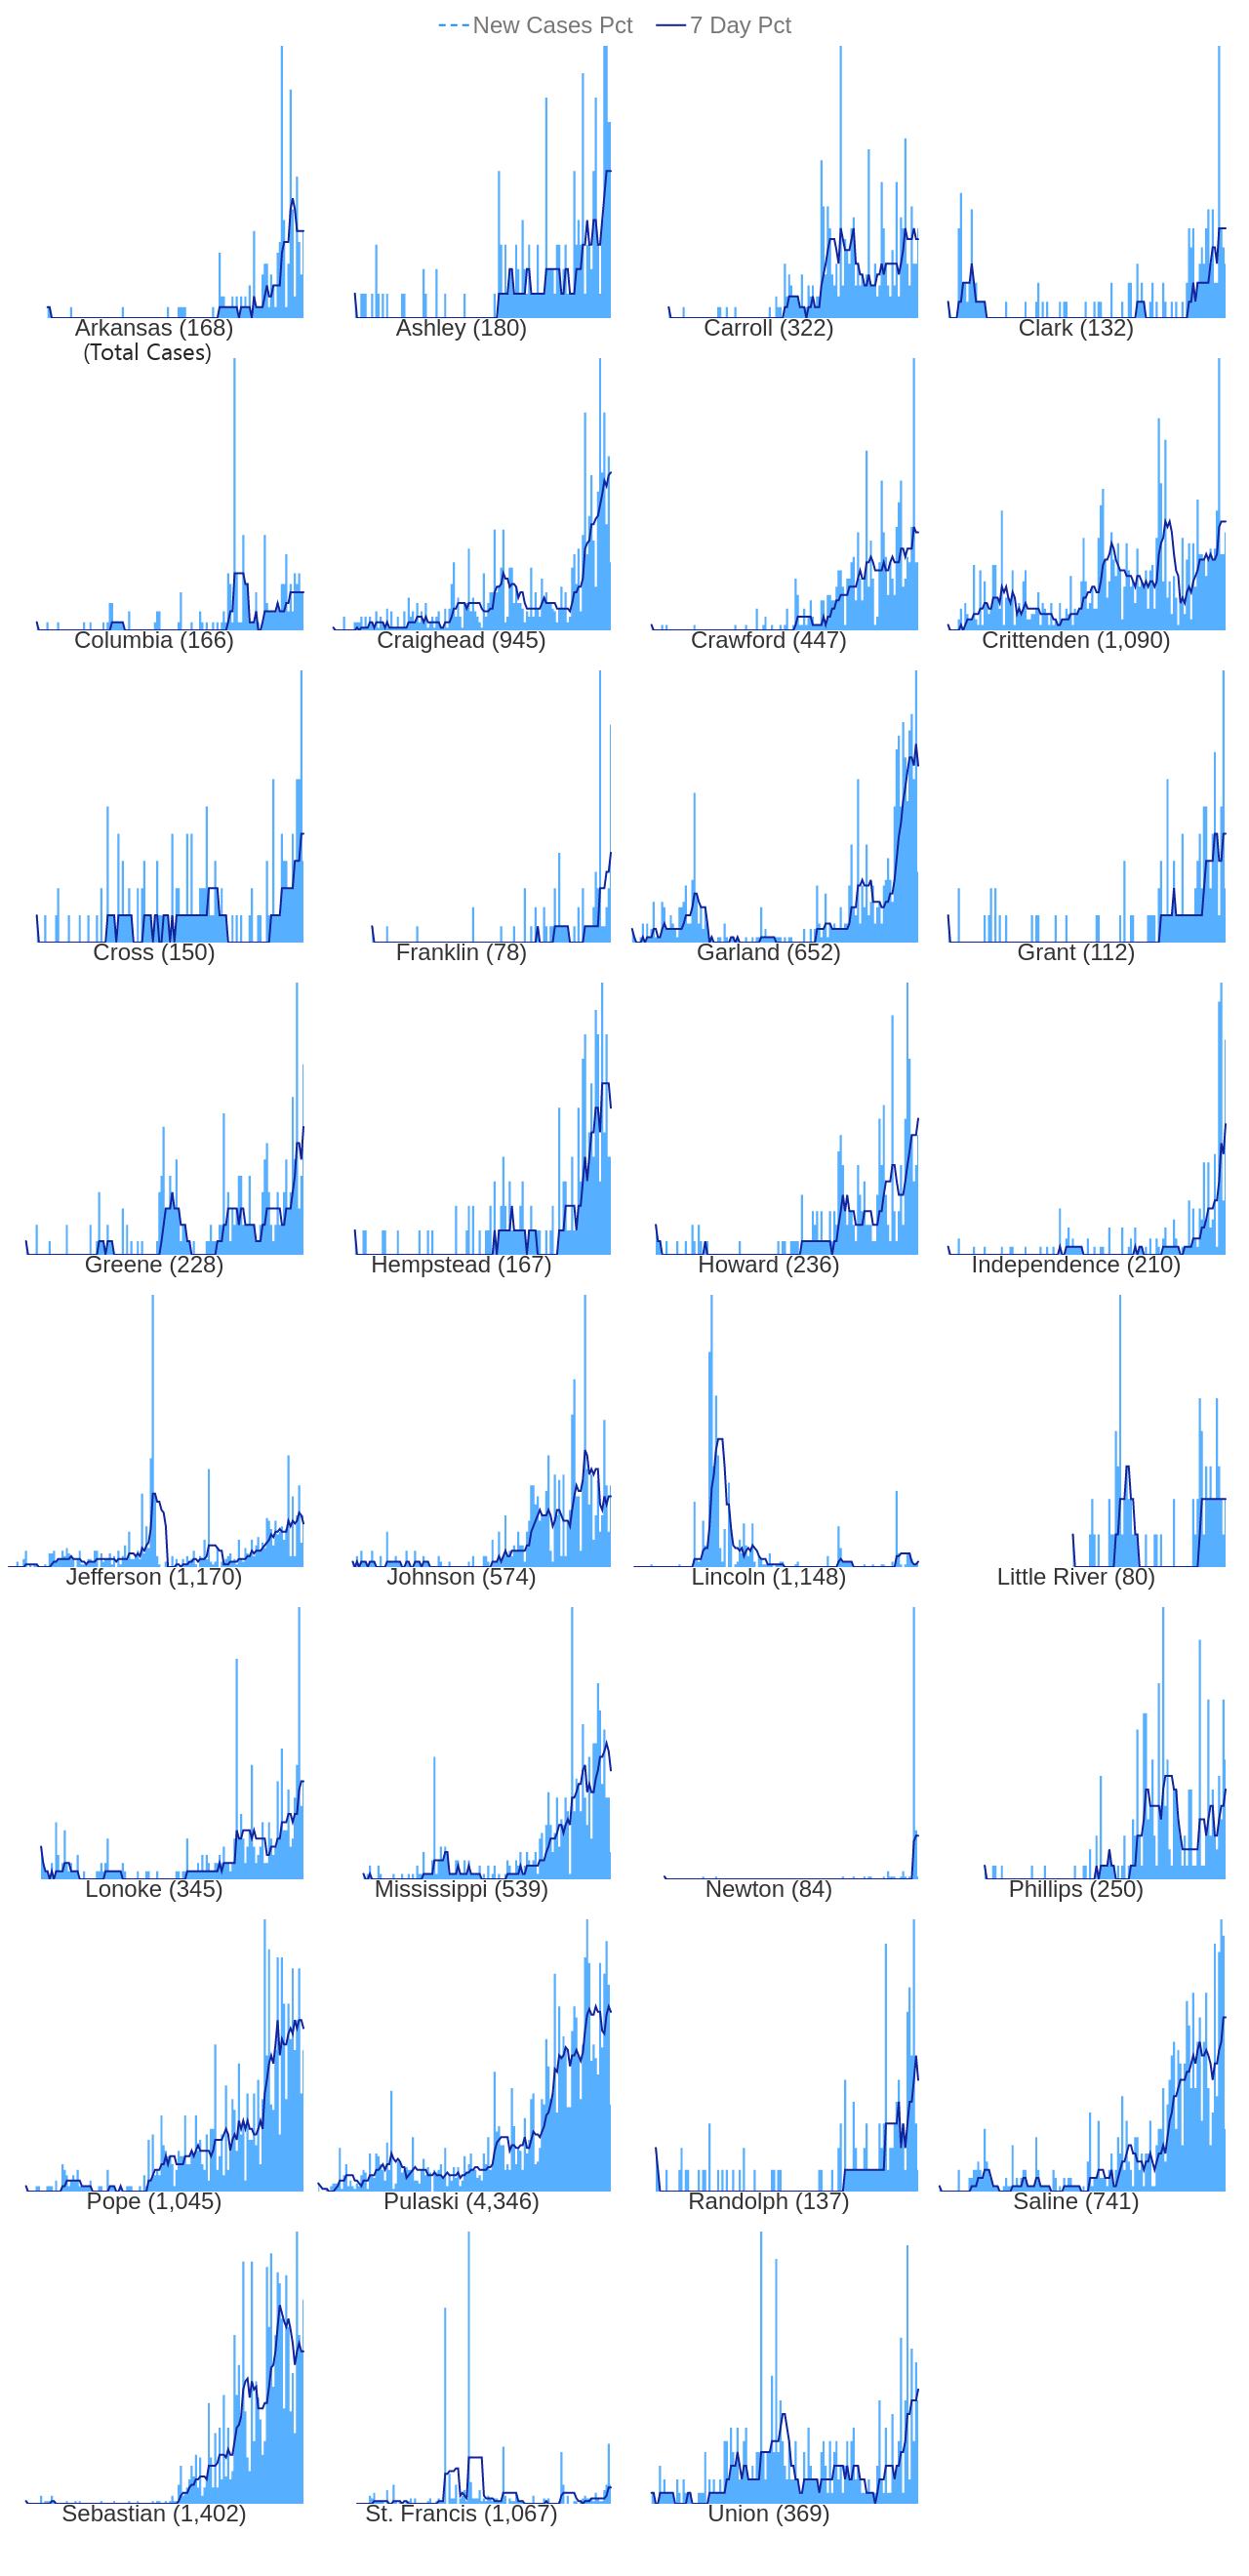 New Cases Pct 7 Day Pct
Arkansas (168) Ashley (180) Carroll (322) Clark (132)
(Total Cases)
Columbia (166) Craighead (945) Crawford (447) Crittenden (1,090)
Cross (150) Franklin (78) Garland (652) Grant (112)
Greene (228) Hempstead (167) Howard (236) Independence (210)
Jefferson (1,170) Johnson (574) Lincoln (1,148) Little River (80)
Lonoke (345) Mississippi (539) Newton (84) Phillips (250)
Pope (1,045) Pulaski (4,346) Randolph (137) Saline (741)
Sebastian (1,402) St. Francis (1,067) Union (369)